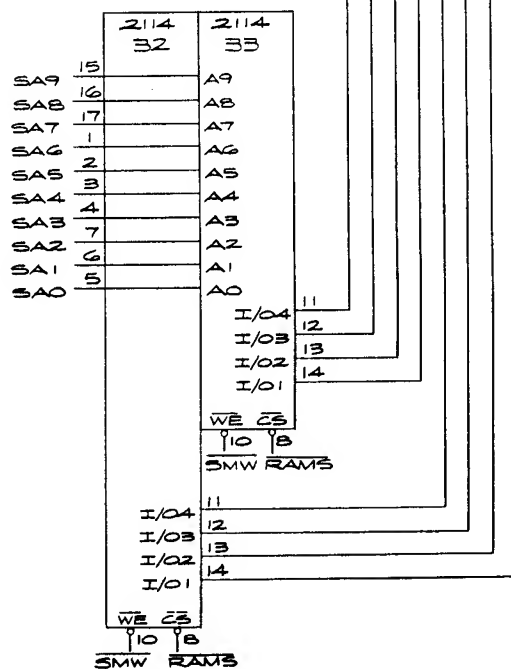 2114 2114
32 33
SA9 15 A9
SA8 16 A8
SA7 17 A7
SA6 1 A6
SA5 2 A5
SA4 3 A4
SA3 4 A3
SA2 7 A2
SA1 6 A1
SA0 5 A0
I/O4 11
I/O3 12
I/O2 13
I/O1 14
WE CS
10 8
SMW RAMS
I/O4 11
I/O3 12
I/O2 13
I/O1 14
WE CS
10 8
SMW RAMS